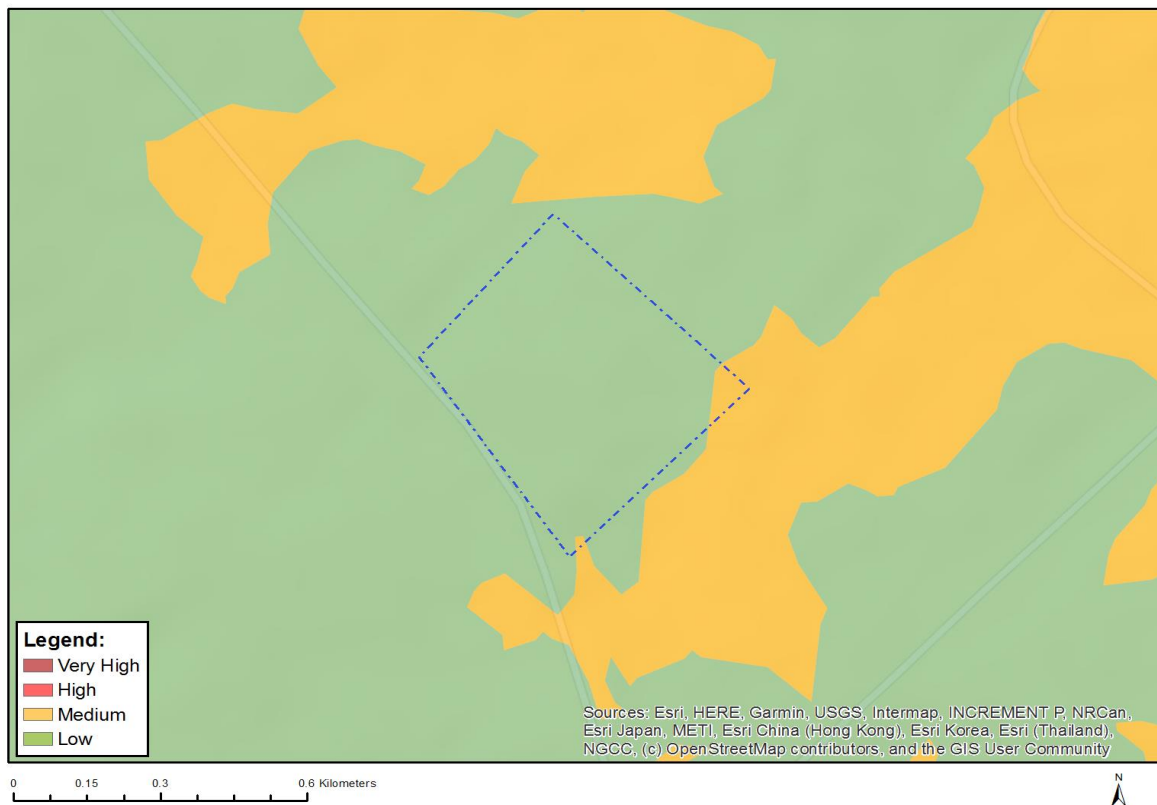 Legend:
Very High
High
Medium
Low
Sources: Esri, HERE, Garmin, USGS, Intermap, INCREMENT P, NRCan,
Esri Japan, METI, Esri China (Hong Kong), Esri Korea, Esri (Thailand),
NGCC, (c) OpenStreetMap contributors, and the GIS User Community
0 0.15 0.3 0.6 Kilometers
N